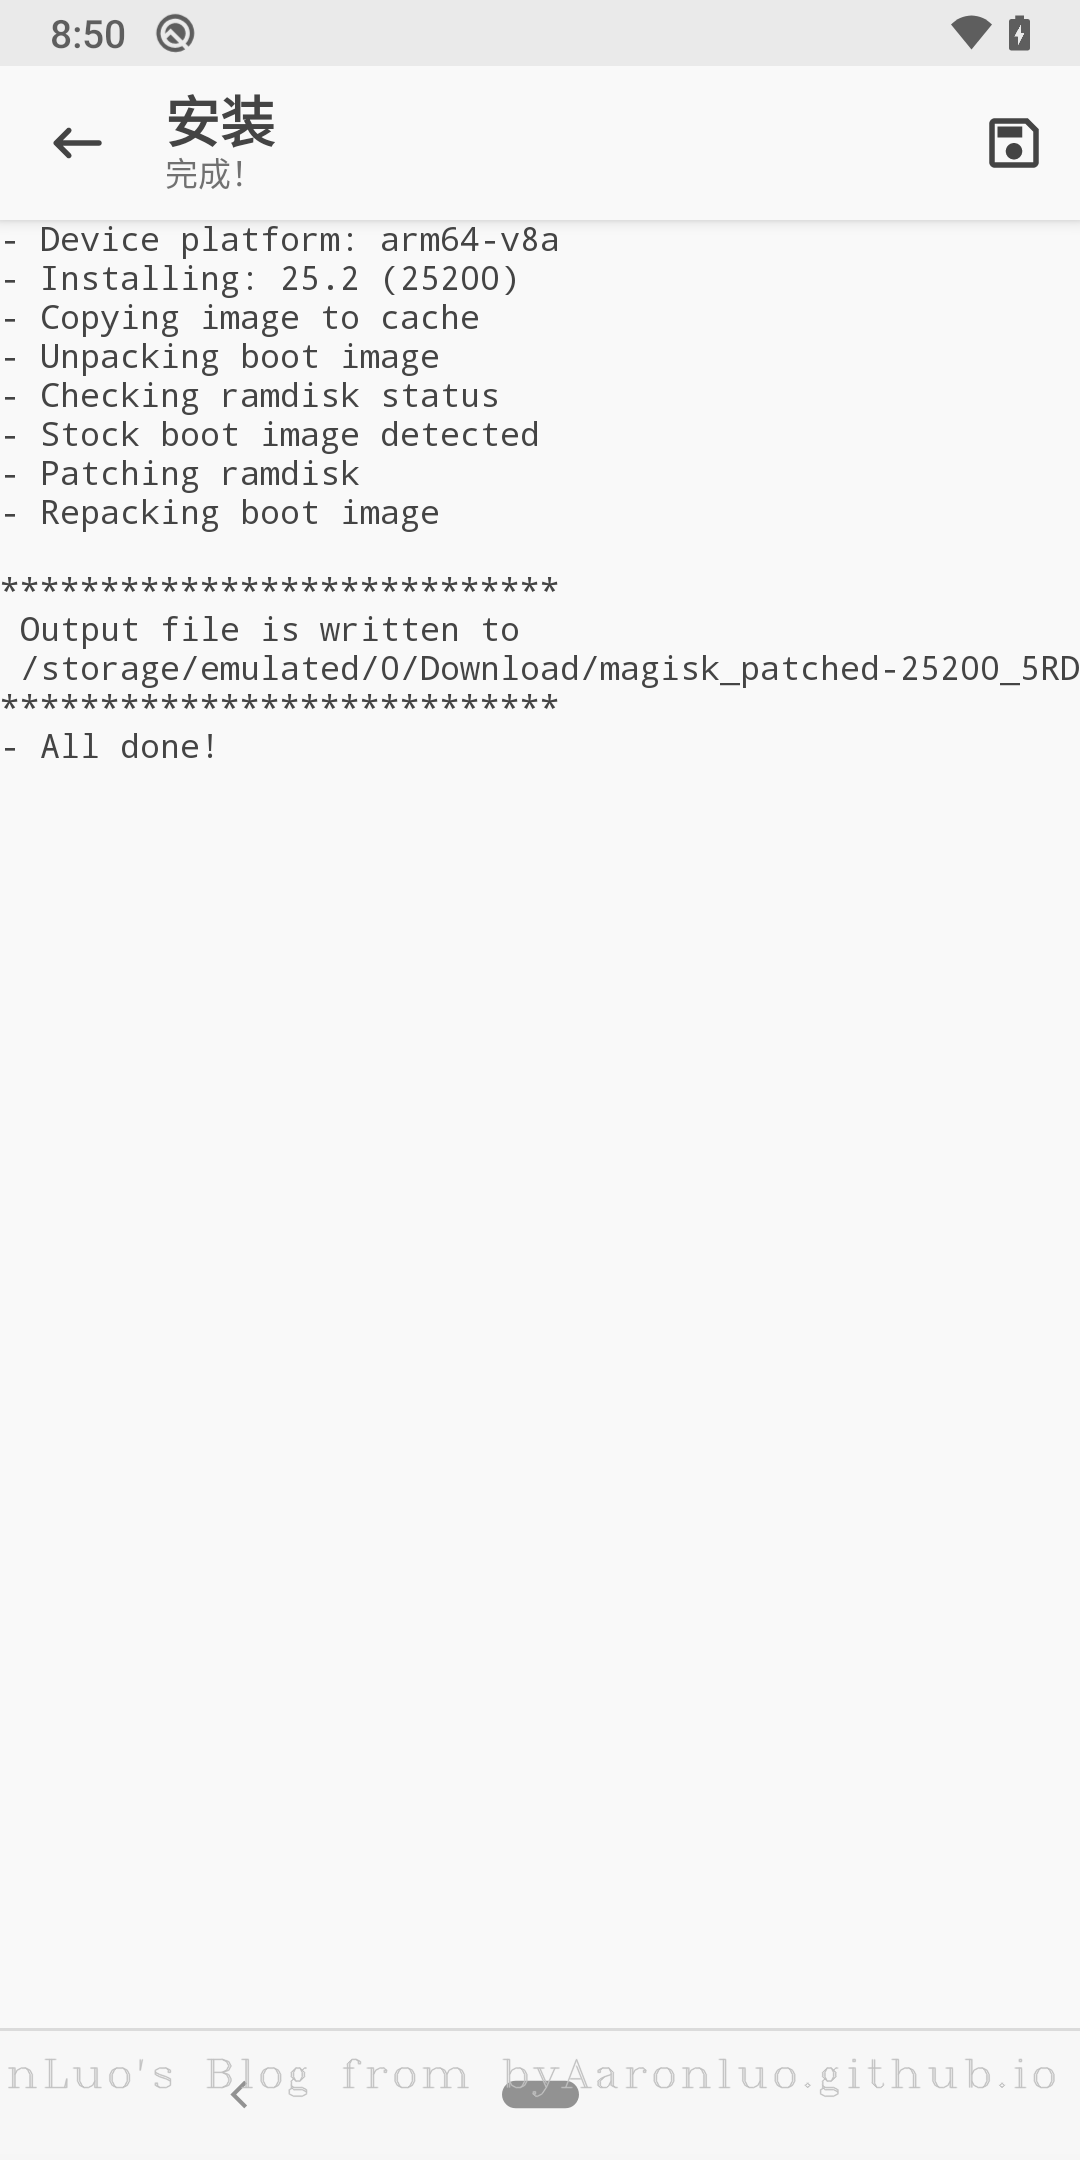 8:50
安装
完成！
- Device platform: arm64-v8a
- Installing: 25.2 (25200)
- Copying image to cache
- Unpacking boot image
- Checking ramdisk status
- Stock boot image detected
- Patching ramdisk
- Repacking boot image
****************************
Output file is written to
/storage/emulated/0/Download/magisk_patched-25200_5RD
****************************
- All done!
nLuo's Blog from byAaronluo.github.io